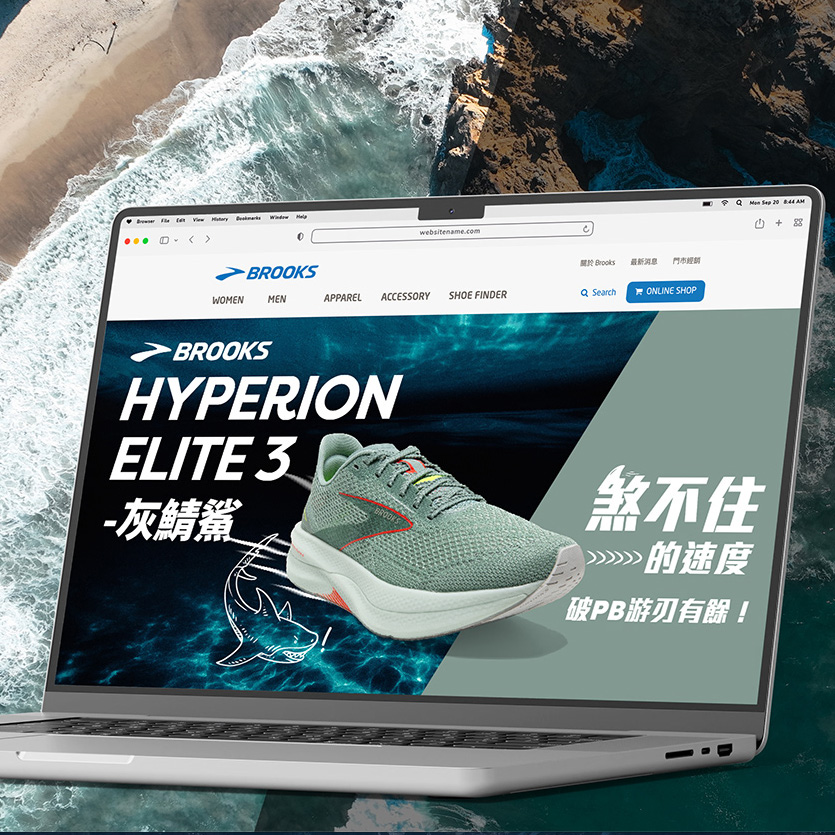 Browser File Edit View History Bookmarks Window Help
Mon Sep 20 8:44 AM
websitename.com
BROOKS
關於 Brooks 最新消息 門市經銷
WOMEN MEN APPAREL ACCESSORY SHOE FINDER
Search ONLINE SHOP
BROOKS
HYPERION
ELITE 3
-灰鯖鯊
!
煞不住
>>>>>> 的速度
破PB游刃有餘！